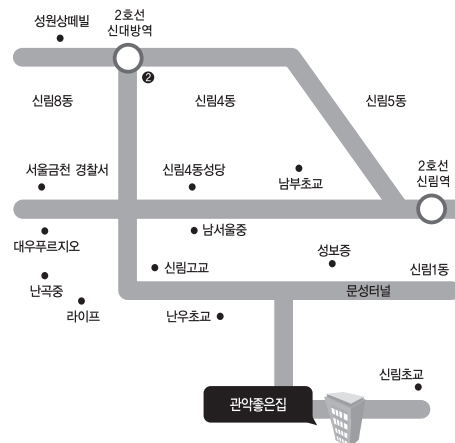 성원상떼빌
2호선
신대방역
2
신림8동
신림4동
신림5동
서울금천 경찰서
신림4동성당
남부초교
2호선
신림역
대우푸르지오
남서울중
성보증
신림고교
신림1동
난곡중
문성터널
라이프
난우초교
신림초교
관악좋은집